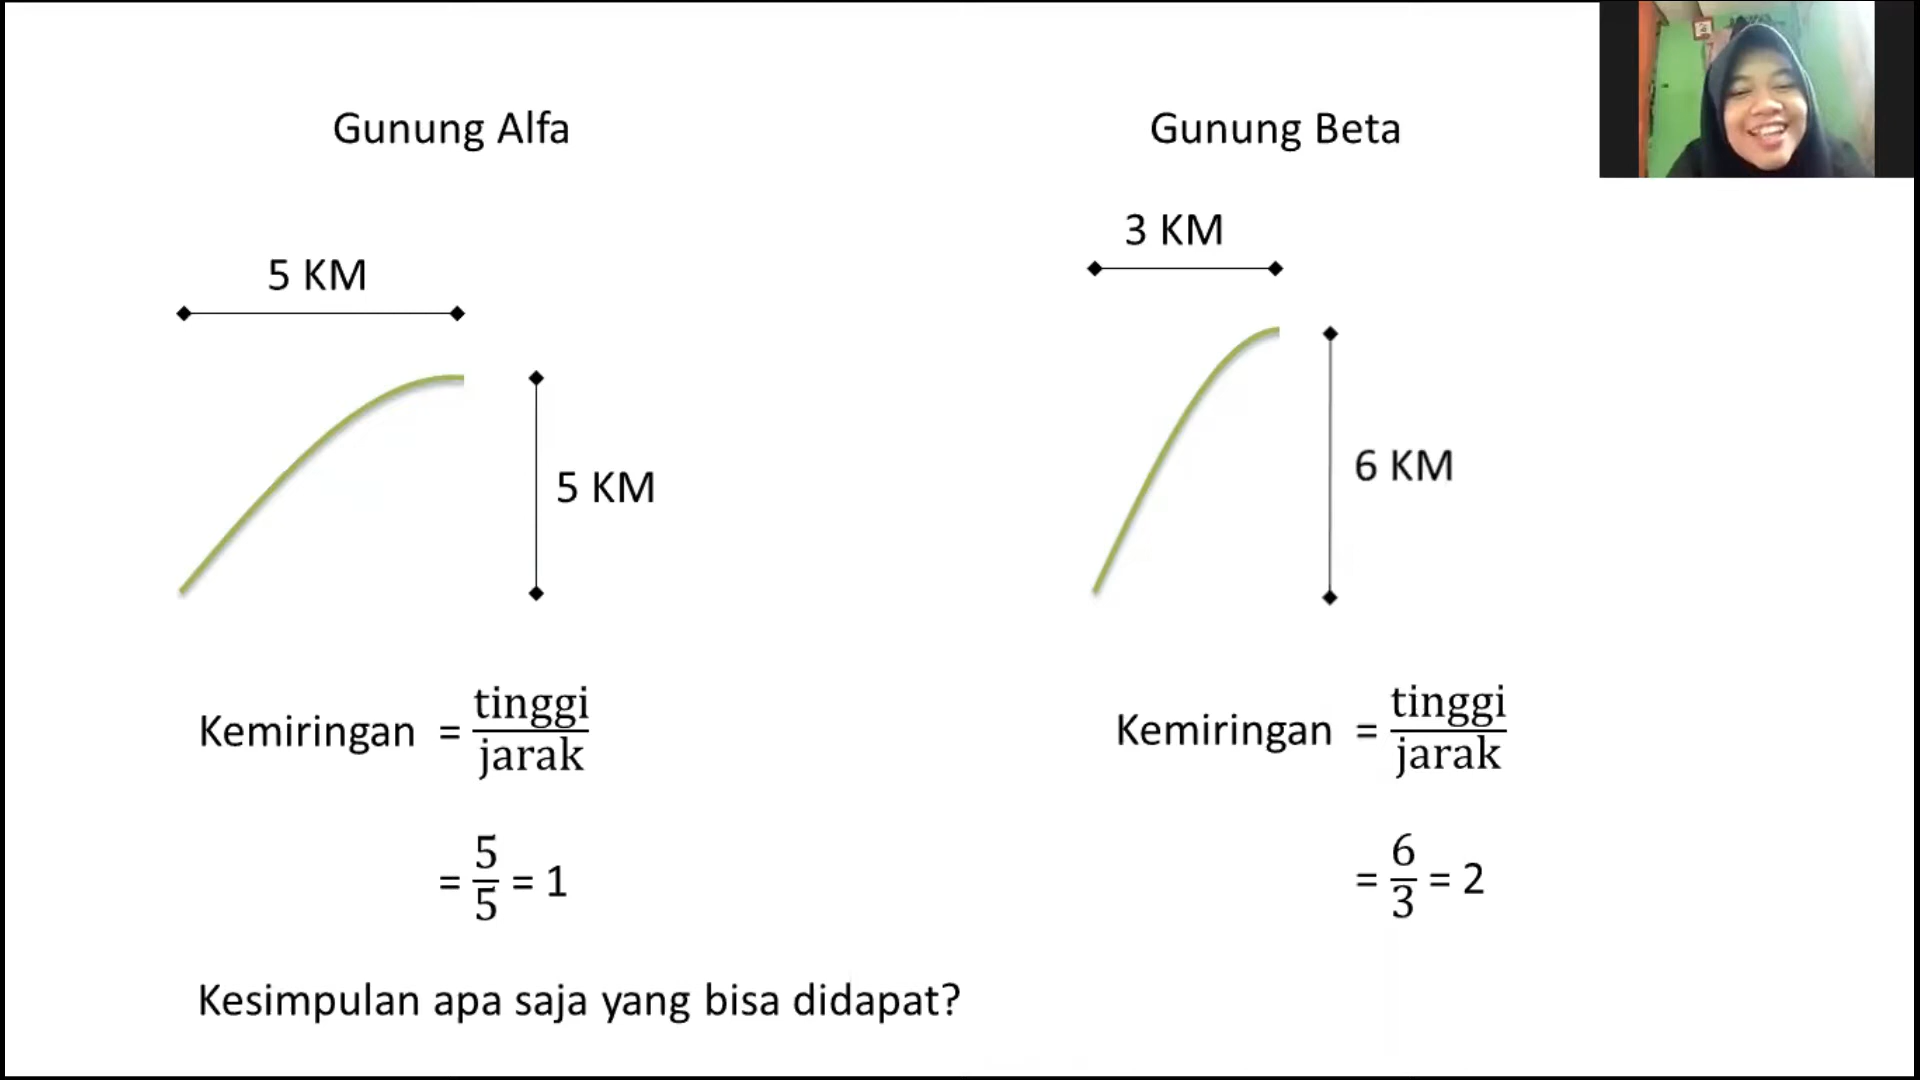 Gunung Alfa
5 KM
5 KM
Kemiringan = tinggi/jarak
= 5/5 = 1
Gunung Beta
3 KM
6 KM
Kemiringan = tinggi/jarak
= 6/3 = 2
Kesimpulan apa saja yang bisa didapat?